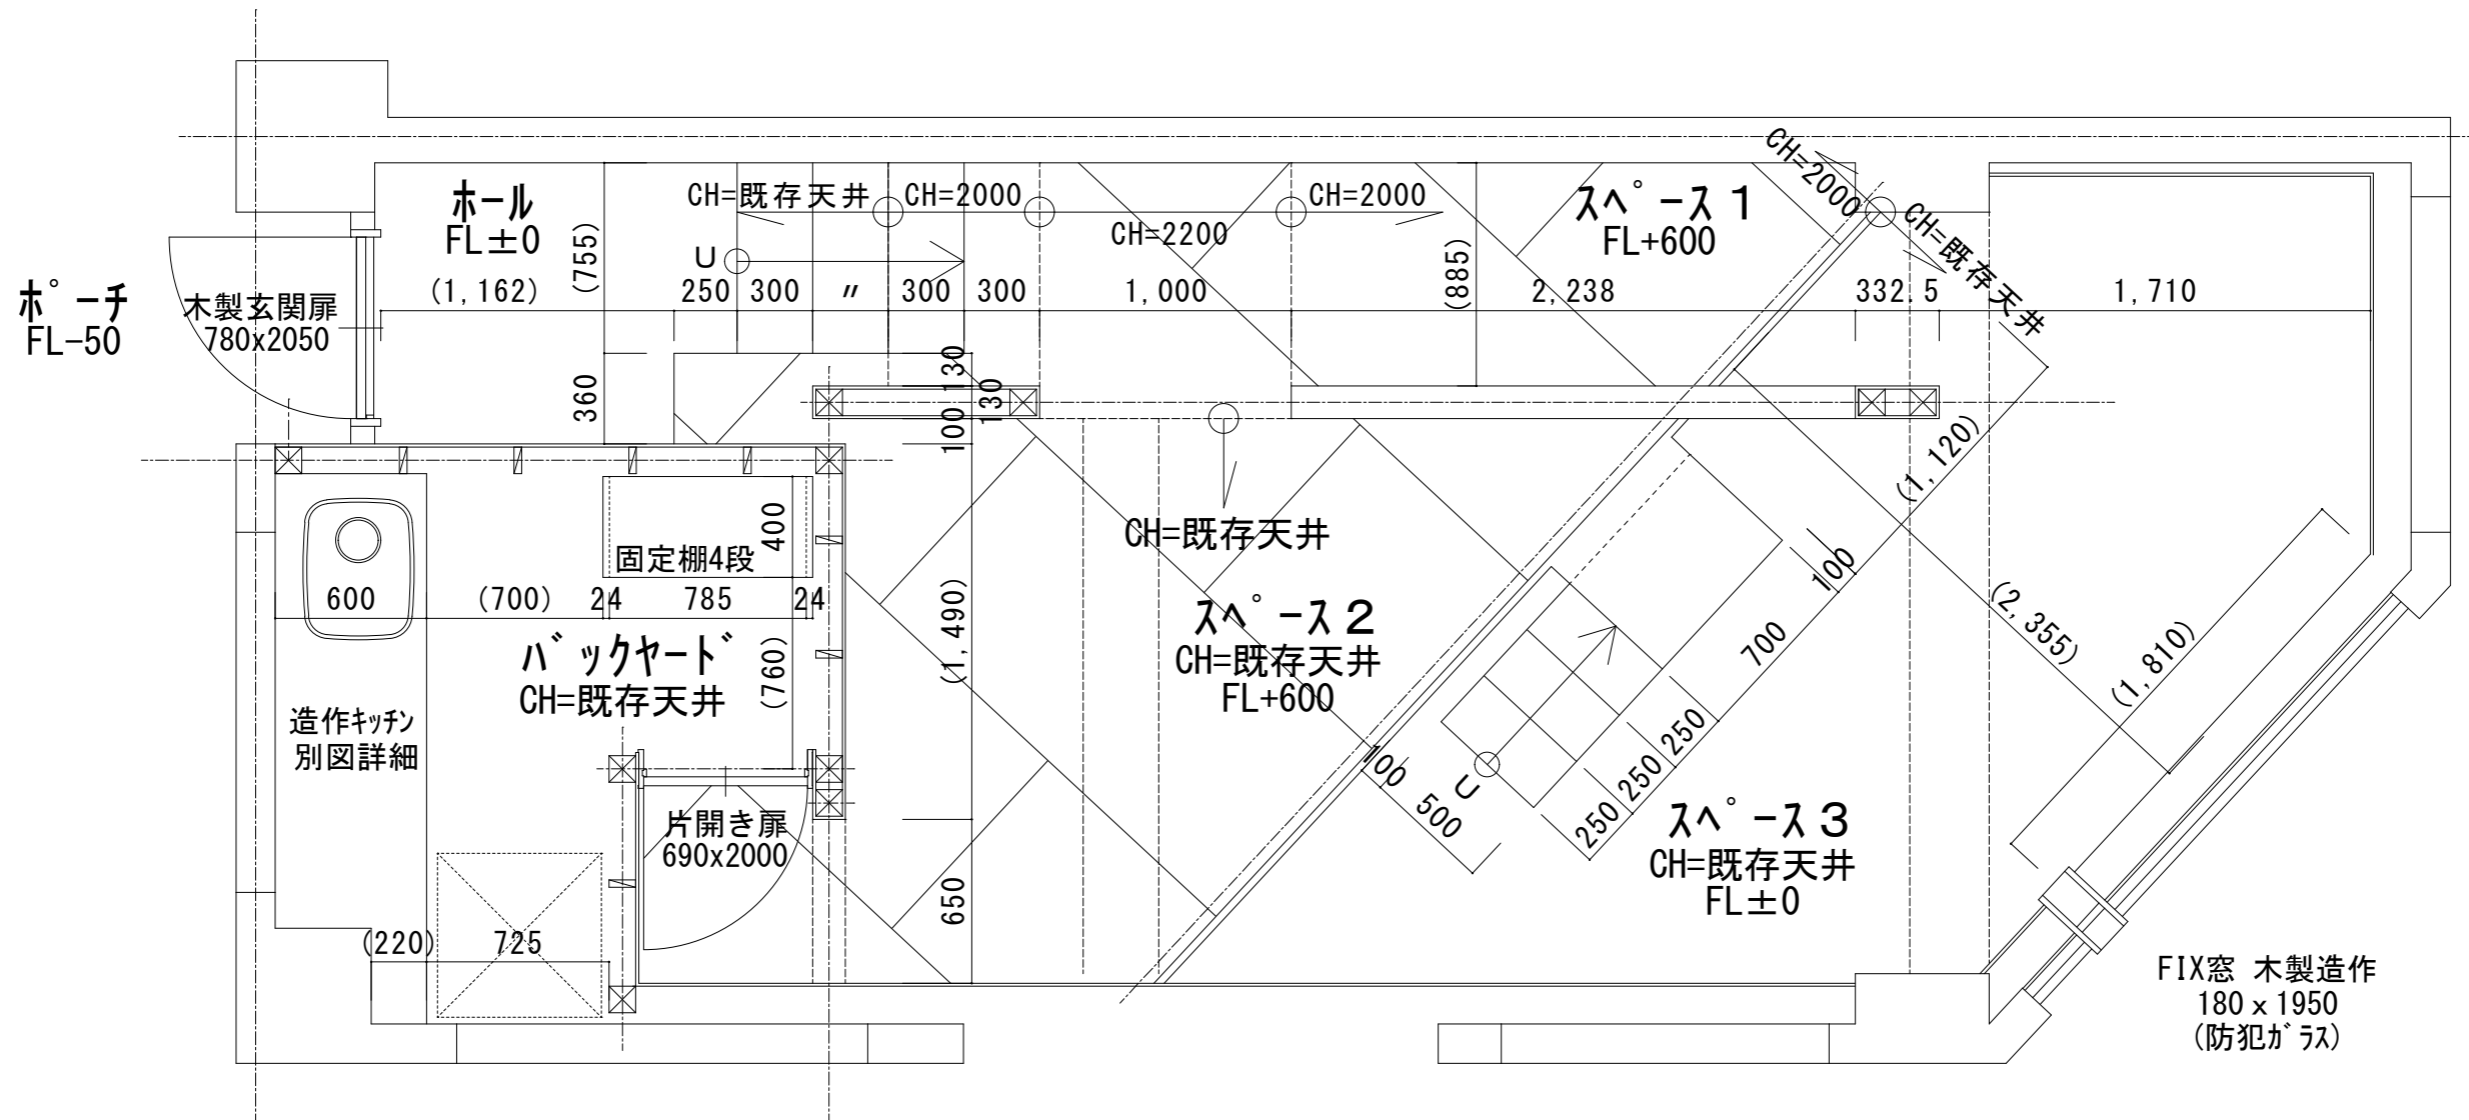 ポーチ
FL-50
木製玄関扉
780x2050
ホール
FL±0
(1,162)
(755)
360
CH=既存天井
CH=2000
CH=2200
CH=2000
U
250
300
〃
300
300
1,000
(885)
2,238
332.5
1,710
スペース1
FL+600
CH=2000
CH=既存天井
130
130
100
CH=既存天井
(1,120)
400
固定棚4段
600
(700)
24
785
24
(760)
バックヤード
CH=既存天井
造作キッチン
別図詳細
(1,490)
スペース2
CH=既存天井
FL+600
100
700
250
250
250
100
500
U
(2,355)
(1,810)
片開き扉
690x2000
650
(220)
725
スペース3
CH=既存天井
FL±0
FIX窓 木製造作
180 x 1950
(防犯ガラス)